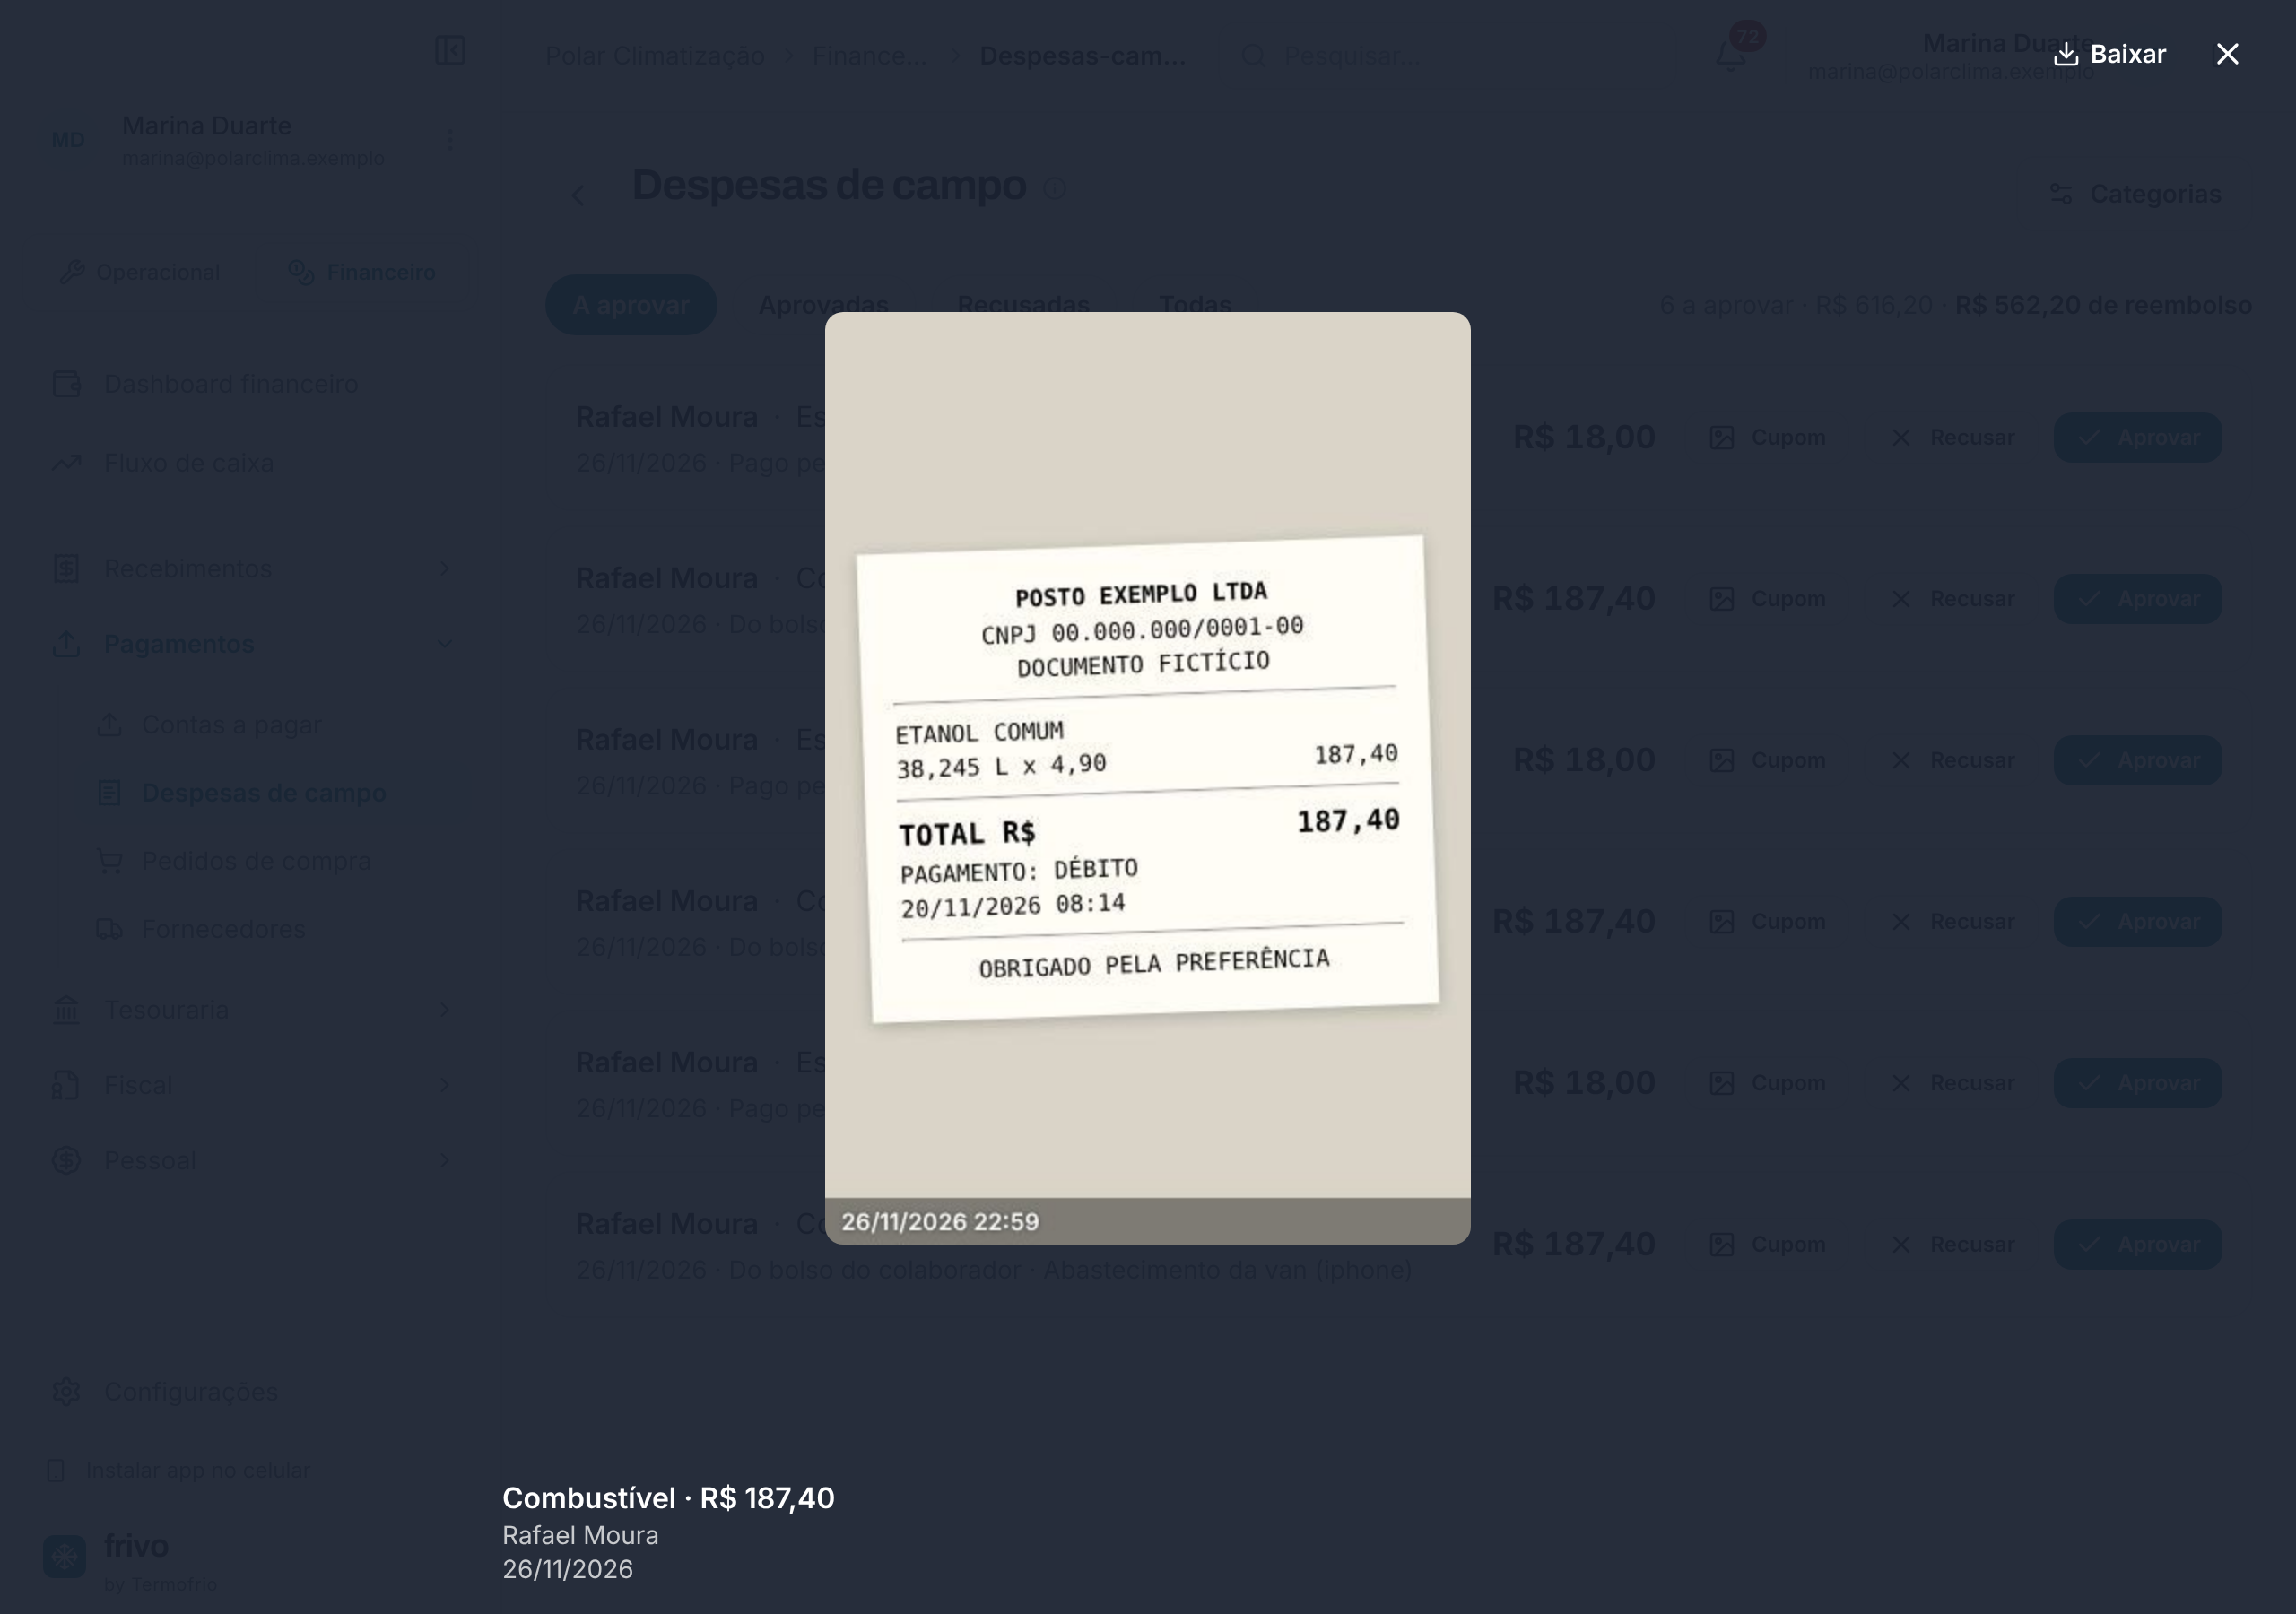 Polar Climatização > Finance... > Despesas-cam...
Pesquisar...
72
Marina Duarte
marina@polarclima.exemplo
Baixar
MD
Marina Duarte
marina@polarclima.exemplo
Operacional
Financeiro
Dashboard financeiro
Fluxo de caixa
Recebimentos
Pagamentos
Contas a pagar
Despesas de campo
Pedidos de compra
Fornecedores
Tesouraria
Fiscal
Pessoal
Configurações
Instalar app no celular
frivo
by Termofrio
Despesas de campo
Categorias
A aprovar
Aprovadas
Recusadas
Todas
6 a aprovar · R$ 616,20 · R$ 562,20 de reembolso
Rafael Moura · Es
26/11/2026 · Pago pe
R$ 18,00
Cupom
Recusar
Aprovar
Rafael Moura · Co
26/11/2026 · Do bolso
R$ 187,40
Cupom
Recusar
Aprovar
Rafael Moura · Es
26/11/2026 · Pago pe
R$ 18,00
Cupom
Recusar
Aprovar
Rafael Moura · Co
26/11/2026 · Do bolso
R$ 187,40
Cupom
Recusar
Aprovar
Rafael Moura · Es
26/11/2026 · Pago pe
R$ 18,00
Cupom
Recusar
Aprovar
Rafael Moura · Co
26/11/2026 · Do bolso do colaborador · Abastecimento da van (iphone)
R$ 187,40
Cupom
Recusar
Aprovar
POSTO EXEMPLO LTDA
CNPJ 00.000.000/0001-00
DOCUMENTO FICTÍCIO
ETANOL COMUM
38,245 L x 4,90 187,40
TOTAL R$ 187,40
PAGAMENTO: DÉBITO
20/11/2026 08:14
OBRIGADO PELA PREFERÊNCIA
26/11/2026 22:59
Combustível · R$ 187,40
Rafael Moura
26/11/2026